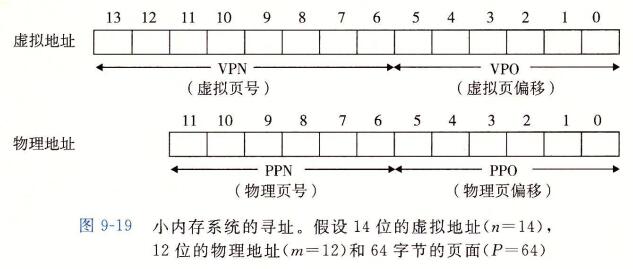 13 12 11 10 9 8 7 6 5 4 3 2 1 0
虚拟地址
VPN VPO
(虚拟页号) (虚拟页偏移)
11 10 9 8 7 6 5 4 3 2 1 0
物理地址
PPN PPO
(物理页号) (物理页偏移)
图 9-19 小内存系统的寻址。假设 14 位的虚拟地址(n=14),
12 位的物理地址(m=12)和 64 字节的页面(P=64)